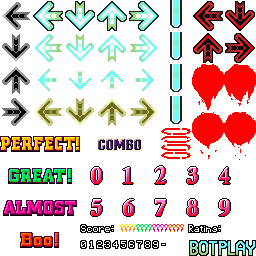 PERFECT! COMBO
GREAT! 0 1 2 3 4
ALMOST 5 6 7 8 9
Score: Rating:
Boo! 0123456789-
BOTPLAY